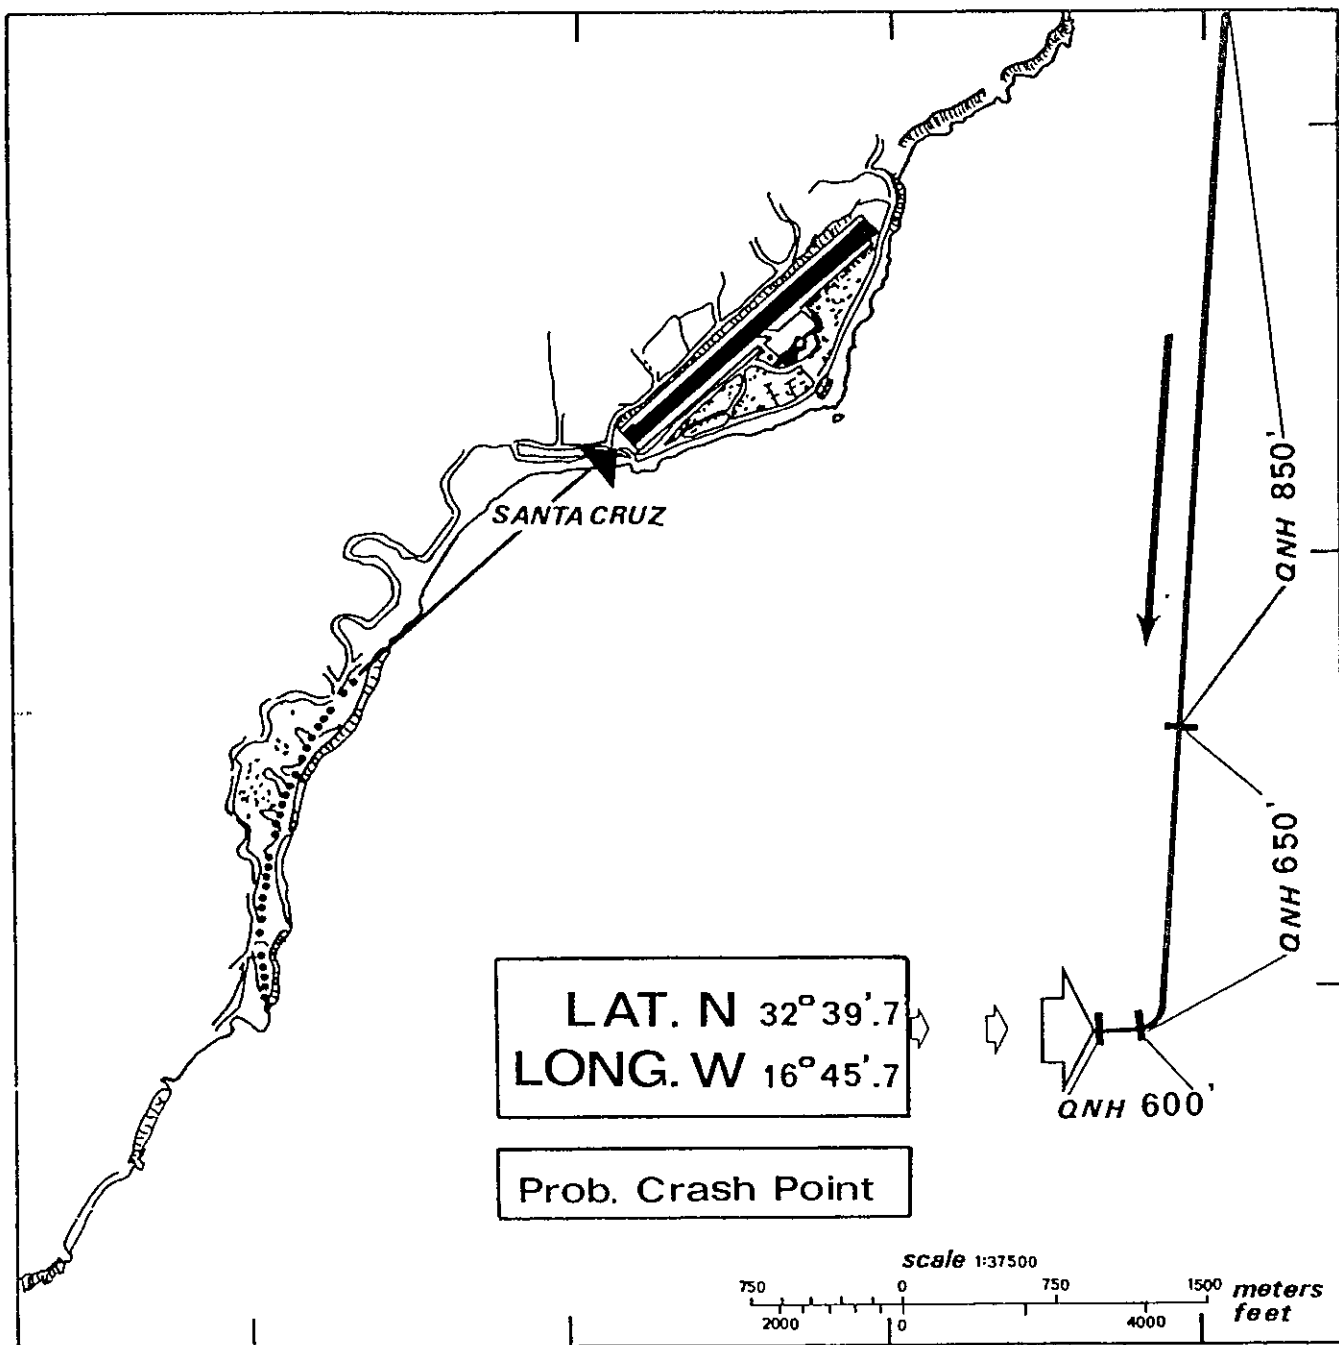 SANTA CRUZ
QNH 850'
QNH 650'
LAT. N 32° 39'.7
LONG. W 16° 45'.7
QNH 600'
Prob. Crash Point
scale 1:37500
750 0 750 1500 meters
feet
2000 0 4000